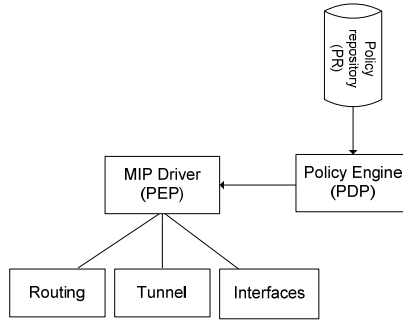 Policy
repository
(PR)
MIP Driver
(PEP)
Policy Engine
(PDP)
Routing
Tunnel
Interfaces